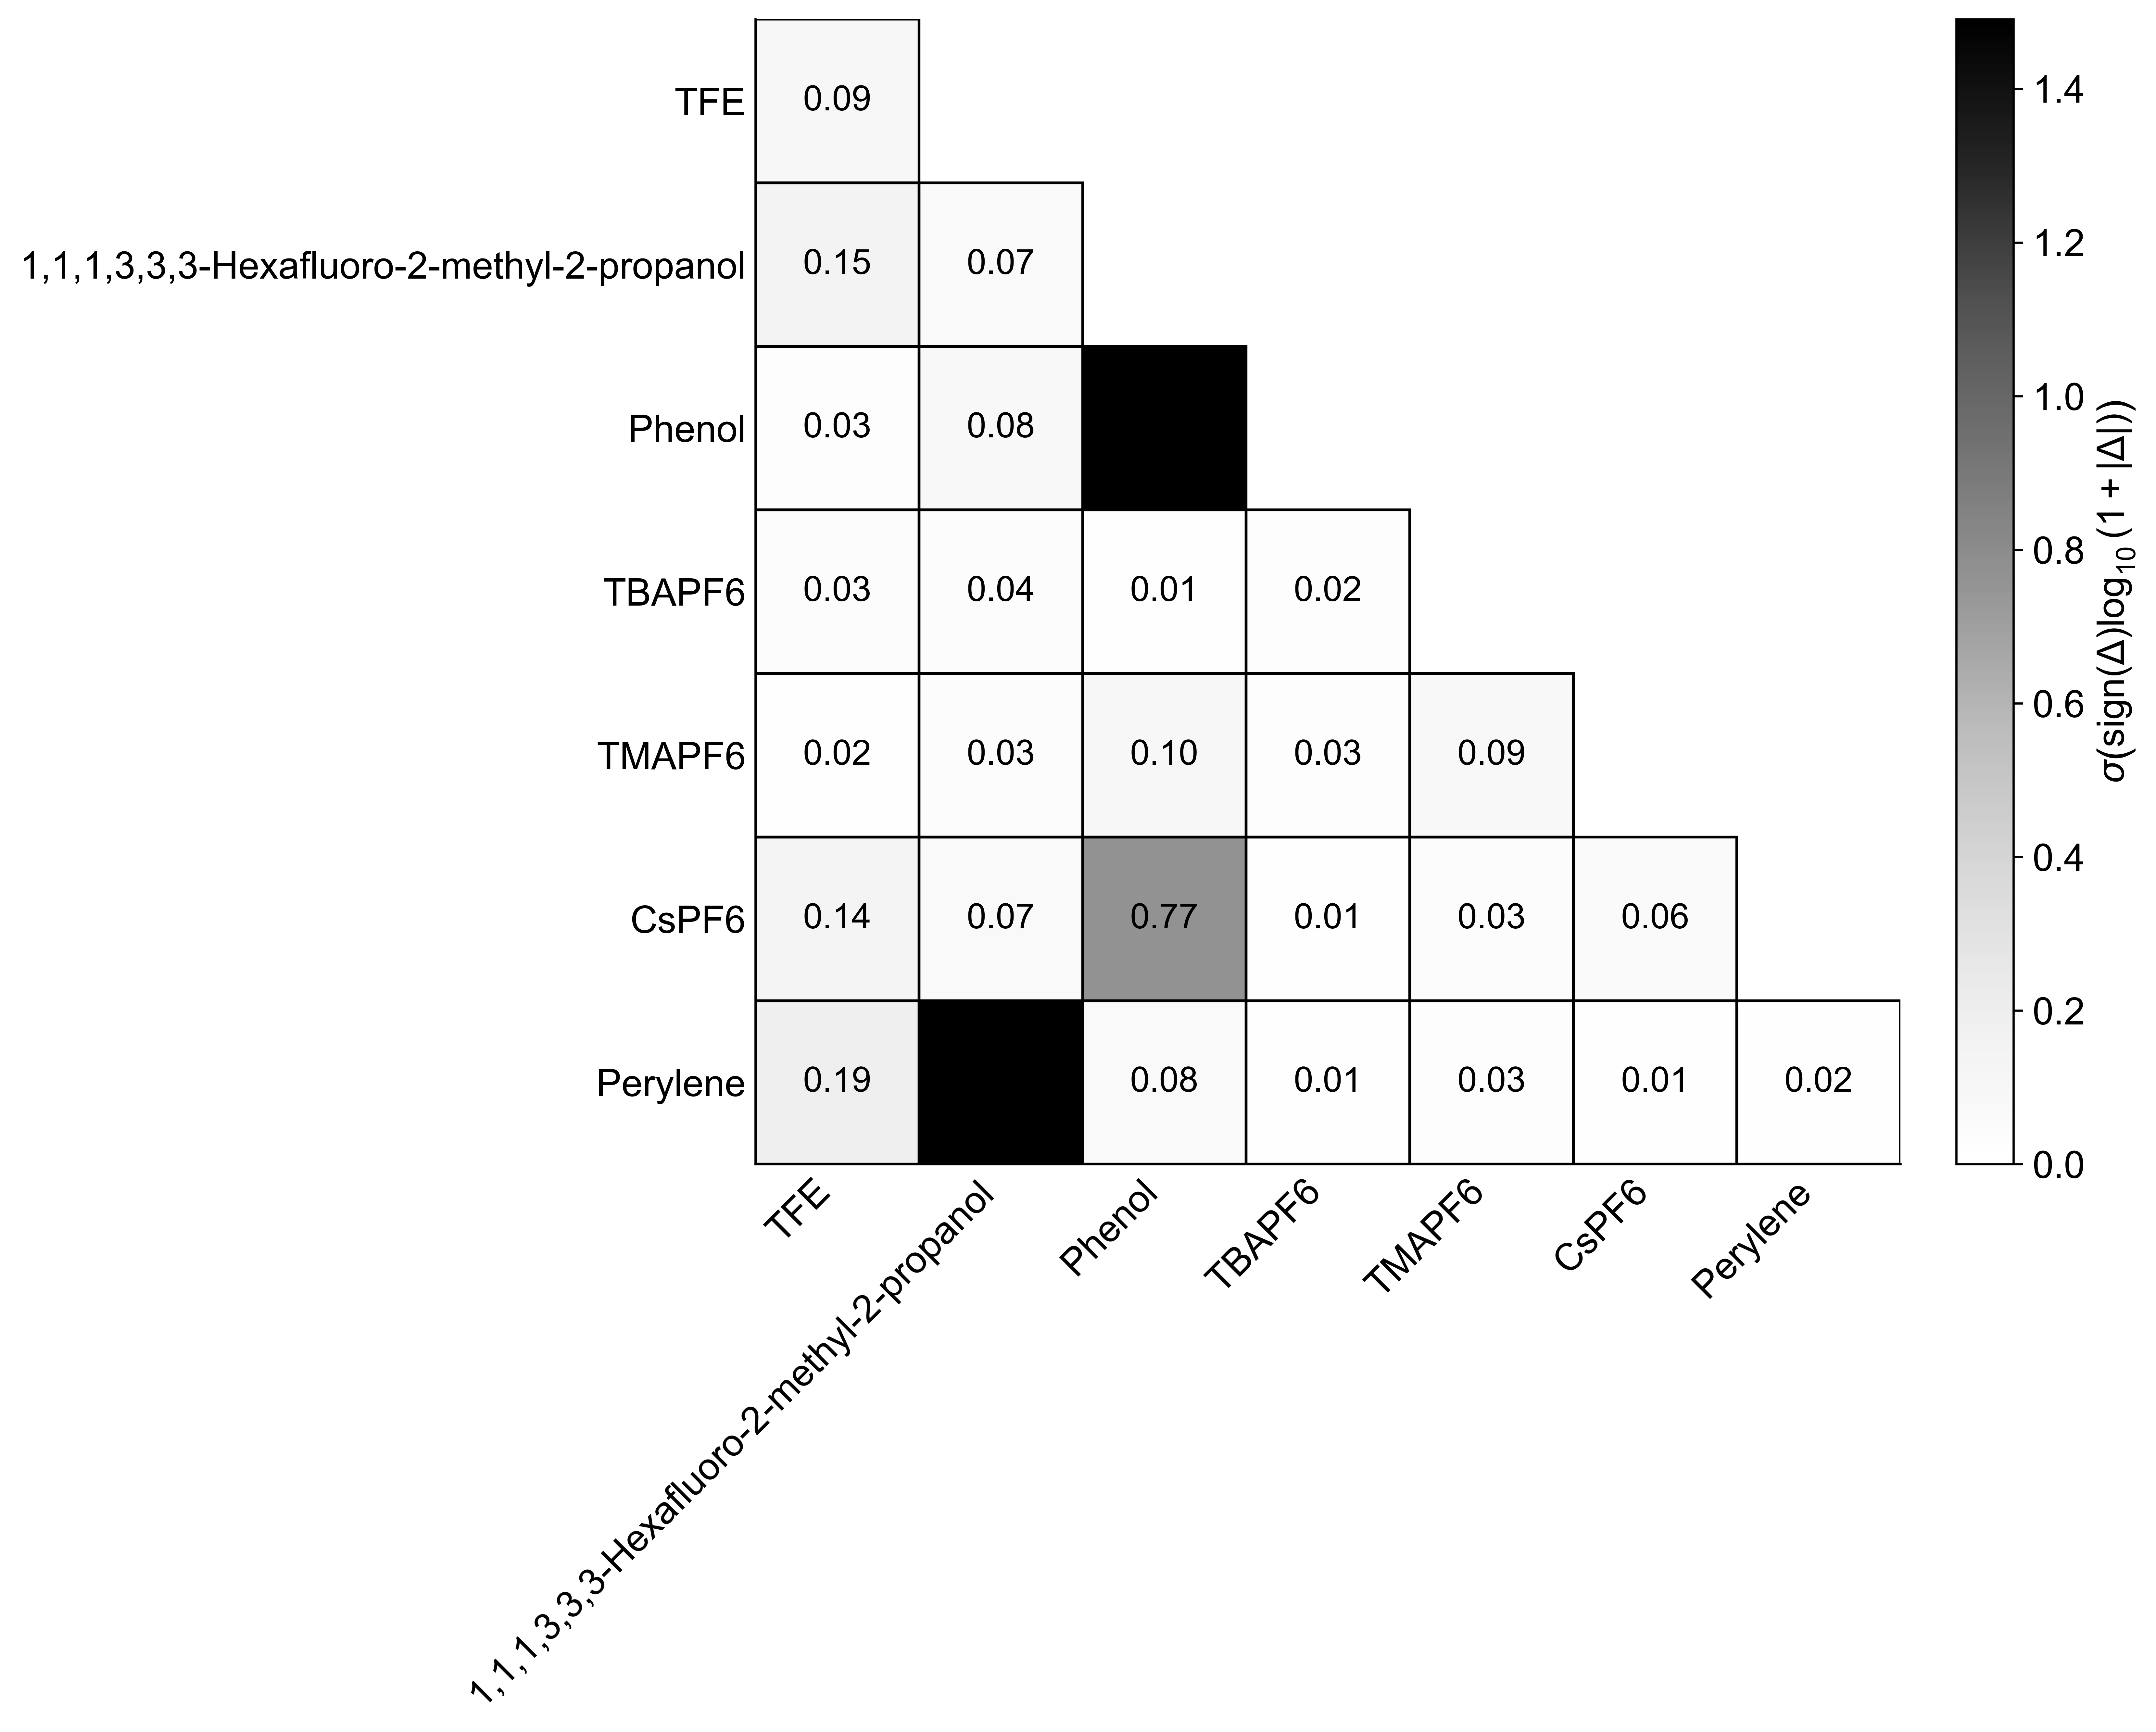 TFE 0.09
1,1,1,3,3,3-Hexafluoro-2-methyl-2-propanol 0.15 0.07
Phenol 0.03 0.08
TBAPF6 0.03 0.04 0.01 0.02
TMAPF6 0.02 0.03 0.10 0.03 0.09
CsPF6 0.14 0.07 0.77 0.01 0.03 0.06
Perylene 0.19 0.08 0.01 0.03 0.01 0.02
TFE
1,1,1,3,3,3-Hexafluoro-2-methyl-2-propanol
Phenol
TBAPF6
TMAPF6
CsPF6
Perylene
1.4
1.2
1.0
0.8
0.6
0.4
0.2
0.0
σ(sign(Δ)log₁₀ (1 + |Δ|))